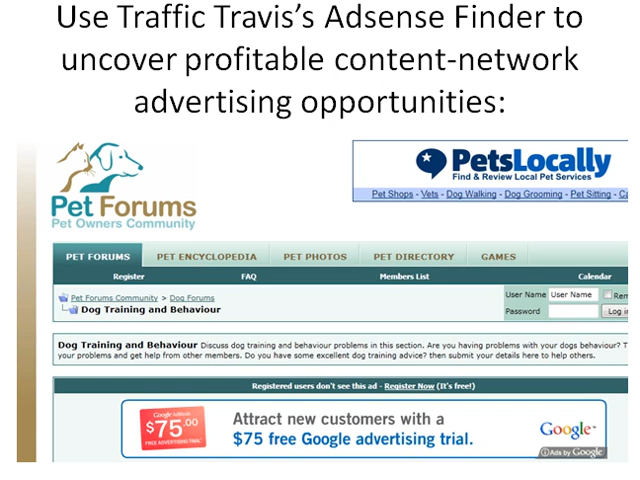 Use Traffic Travis's Adsense Finder to
uncover profitable content-network
advertising opportunities:
Pet Forums
Pet Owners Community
PetsLocally
Find & Review Local Pet Services
Pet Shops - Vets - Dog Walking - Dog Grooming - Pet Sitting - Ca
PET FORUMS PET ENCYCLOPEDIA PET PHOTOS PET DIRECTORY GAMES
Register FAQ Members List Calendar
Pet Forums Community > Dog Forums
Dog Training and Behaviour
User Name User Name Rem
Password Log i
Dog Training and Behaviour Discuss dog training and behaviour problems in this section. Are you having problems with your dogs behaviour? T
your problems and get help from other members. Do you have some excellent dog training advice? then submit your details here to help others.
Registered users don't see this ad - Register Now (It's free!)
Google AdWords
$75.00
FREE ADVERTISING TRIAL
Attract new customers with a
$75 free Google advertising trial.
Google™
Ads by Google